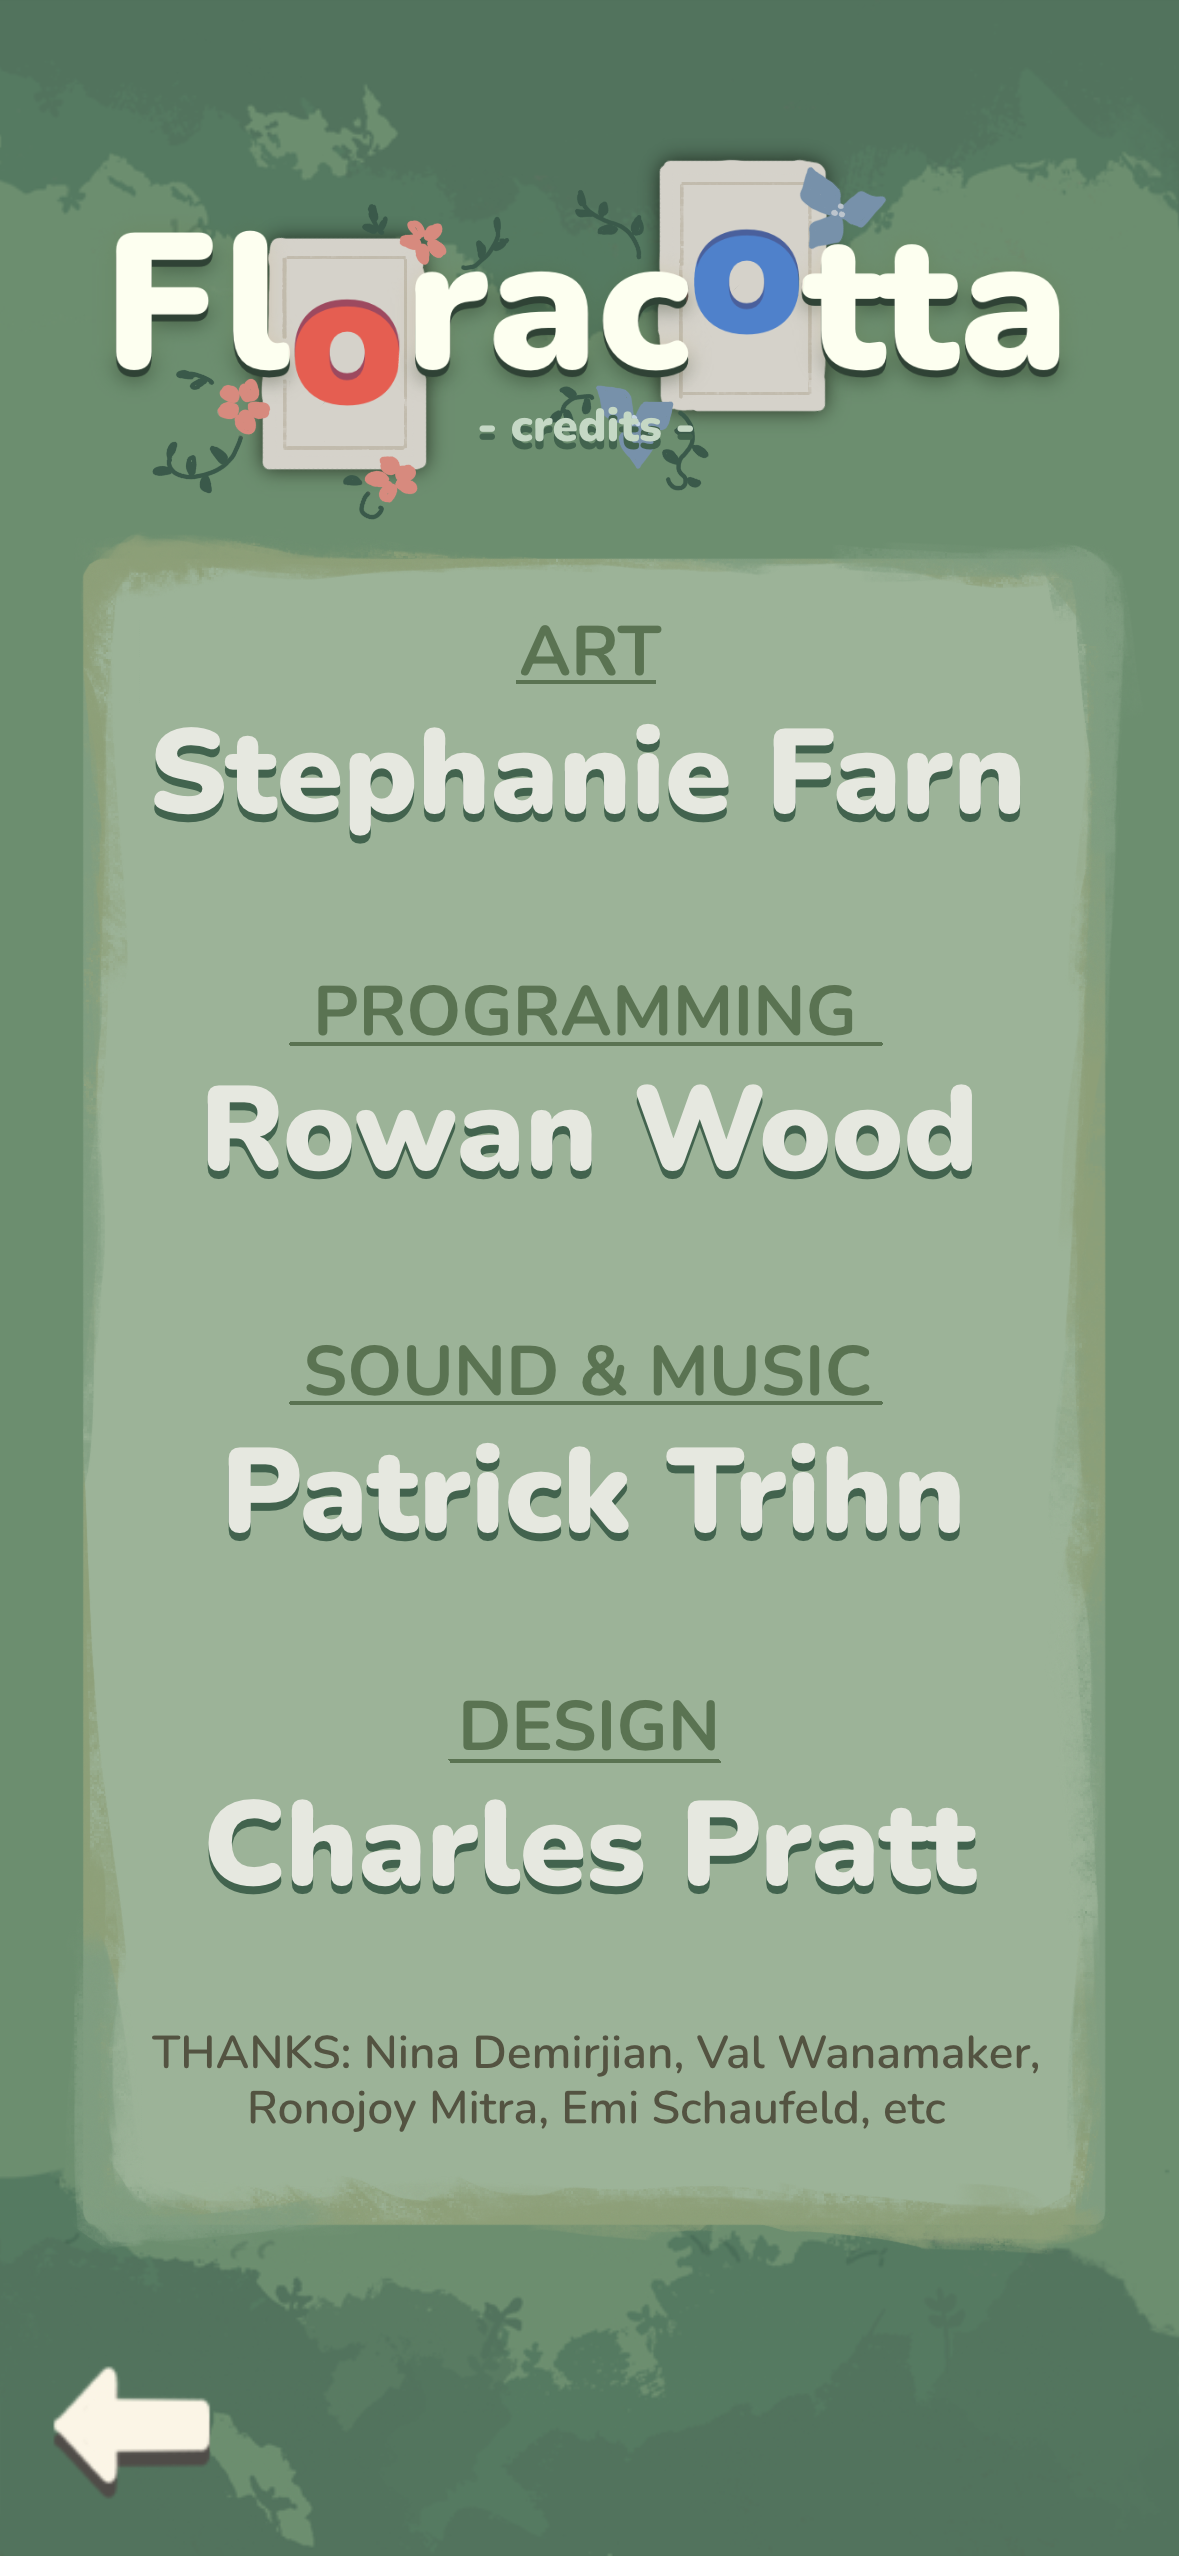 Floracotta
- credits -
ART
Stephanie Farn
PROGRAMMING
Rowan Wood
SOUND & MUSIC
Patrick Trihn
DESIGN
Charles Pratt
THANKS: Nina Demirjian, Val Wanamaker,
Ronojoy Mitra, Emi Schaufeld, etc